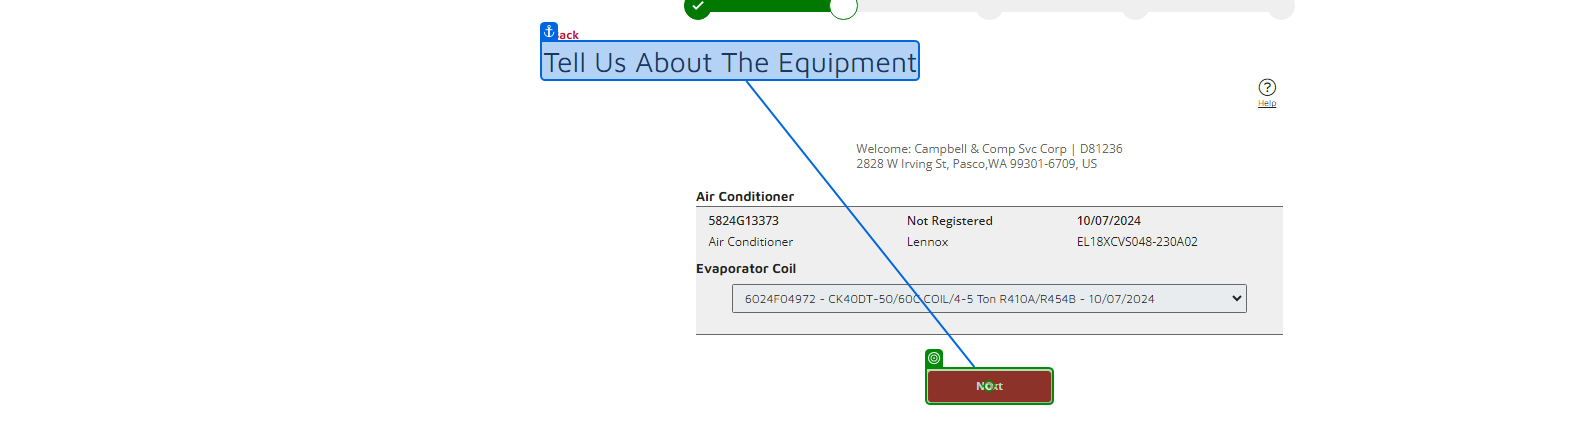 ack
Tell Us About The Equipment
Help
Welcome: Campbell & Comp Svc Corp | D81236
2828 W Irving St, Pasco,WA 99301-6709, US
Air Conditioner
5824G13373 Not Registered 10/07/2024
Air Conditioner Lennox EL18XCVS048-230A02
Evaporator Coil
6024F04972 - CK40DT-50/60C COIL/4-5 Ton R410A/R454B - 10/07/2024
Next